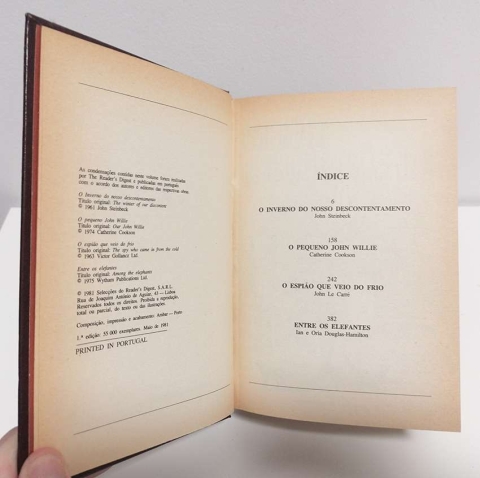 As condensações contidas neste volume foram realizadas
por The Reader's Digest e publicadas em português
com o acordo dos autores e editores das respectivas obras
O Inverno do nosso descontentamento
Título original: The winter of our discontent
© 1961 John Steinbeck
O pequeno John Willie
Título original: Our John Willie
© 1974 Catherine Cookson
O espião que veio do frio
Título original: The spy who came in from the cold
© 1963 Victor Gollancz Ltd.
Entre os elefantes
Título original: Among the elephants
© 1975 Wytham Publications Ltd.
© 1981 Selecções do Reader's Digest, S.A.R.L.
Rua de Joaquim António de Aguiar, 43 — Lisboa
Reservados todos os direitos. Proibida a reprodução,
total ou parcial, do texto ou das ilustrações
Composição, impressão e acabamento: Ambar — Porto
1.ª edição: 55 000 exemplares. Maio de 1981
PRINTED IN PORTUGAL
ÍNDICE
6
O INVERNO DO NOSSO DESCONTENTAMENTO
John Steinbeck
158
O PEQUENO JOHN WILLIE
Catherine Cookson
242
O ESPIÃO QUE VEIO DO FRIO
John Le Carré
382
ENTRE OS ELEFANTES
Ian e Oria Douglas-Hamilton